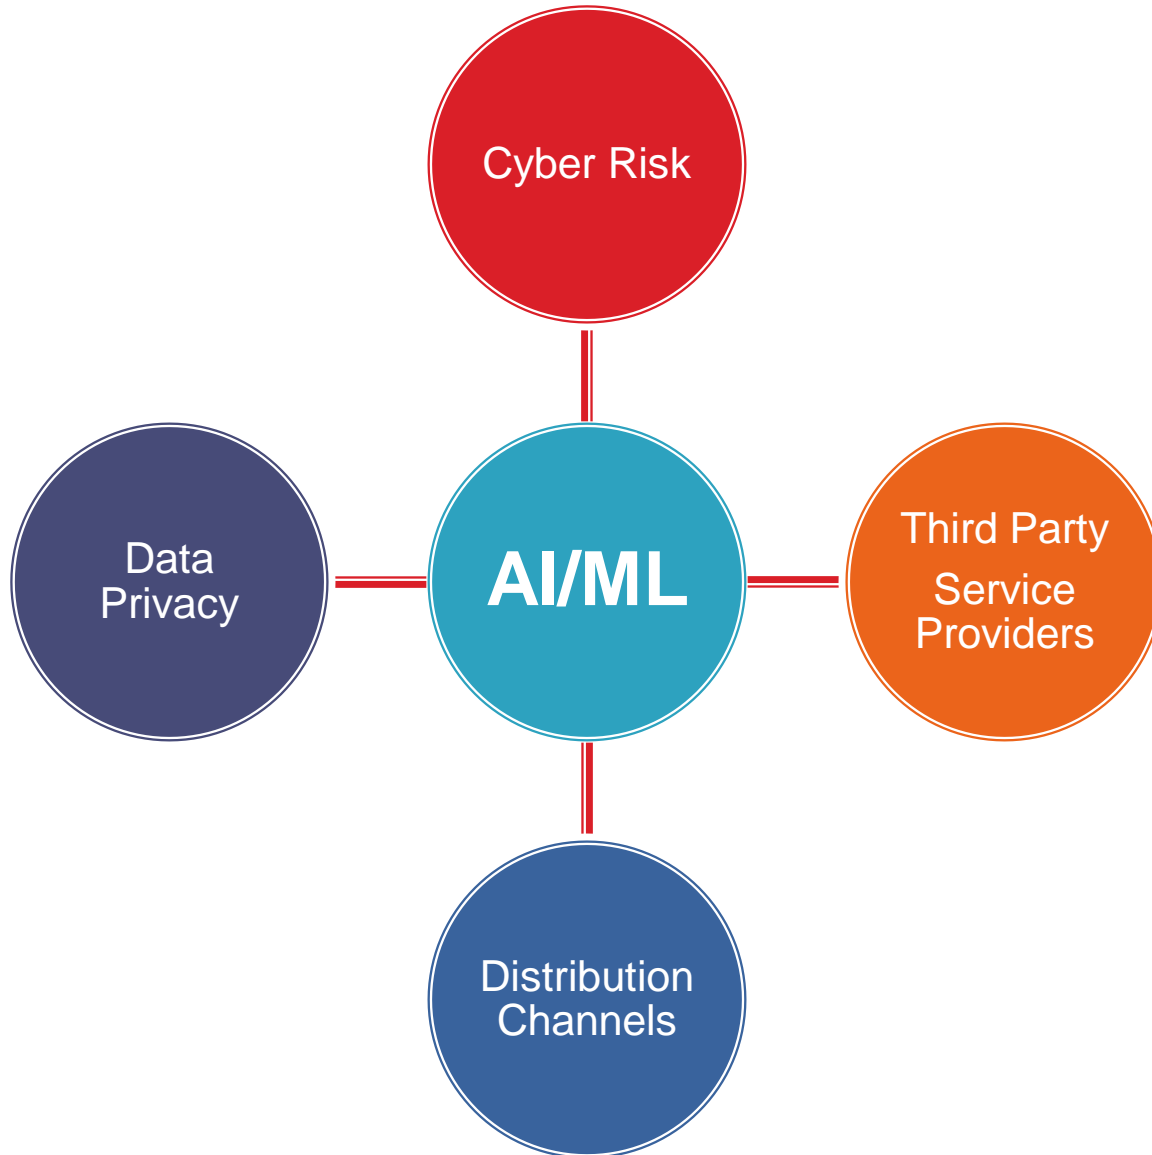 Cyber Risk
Data
Privacy
AI/ML
Third Party
Service
Providers
Distribution
Channels